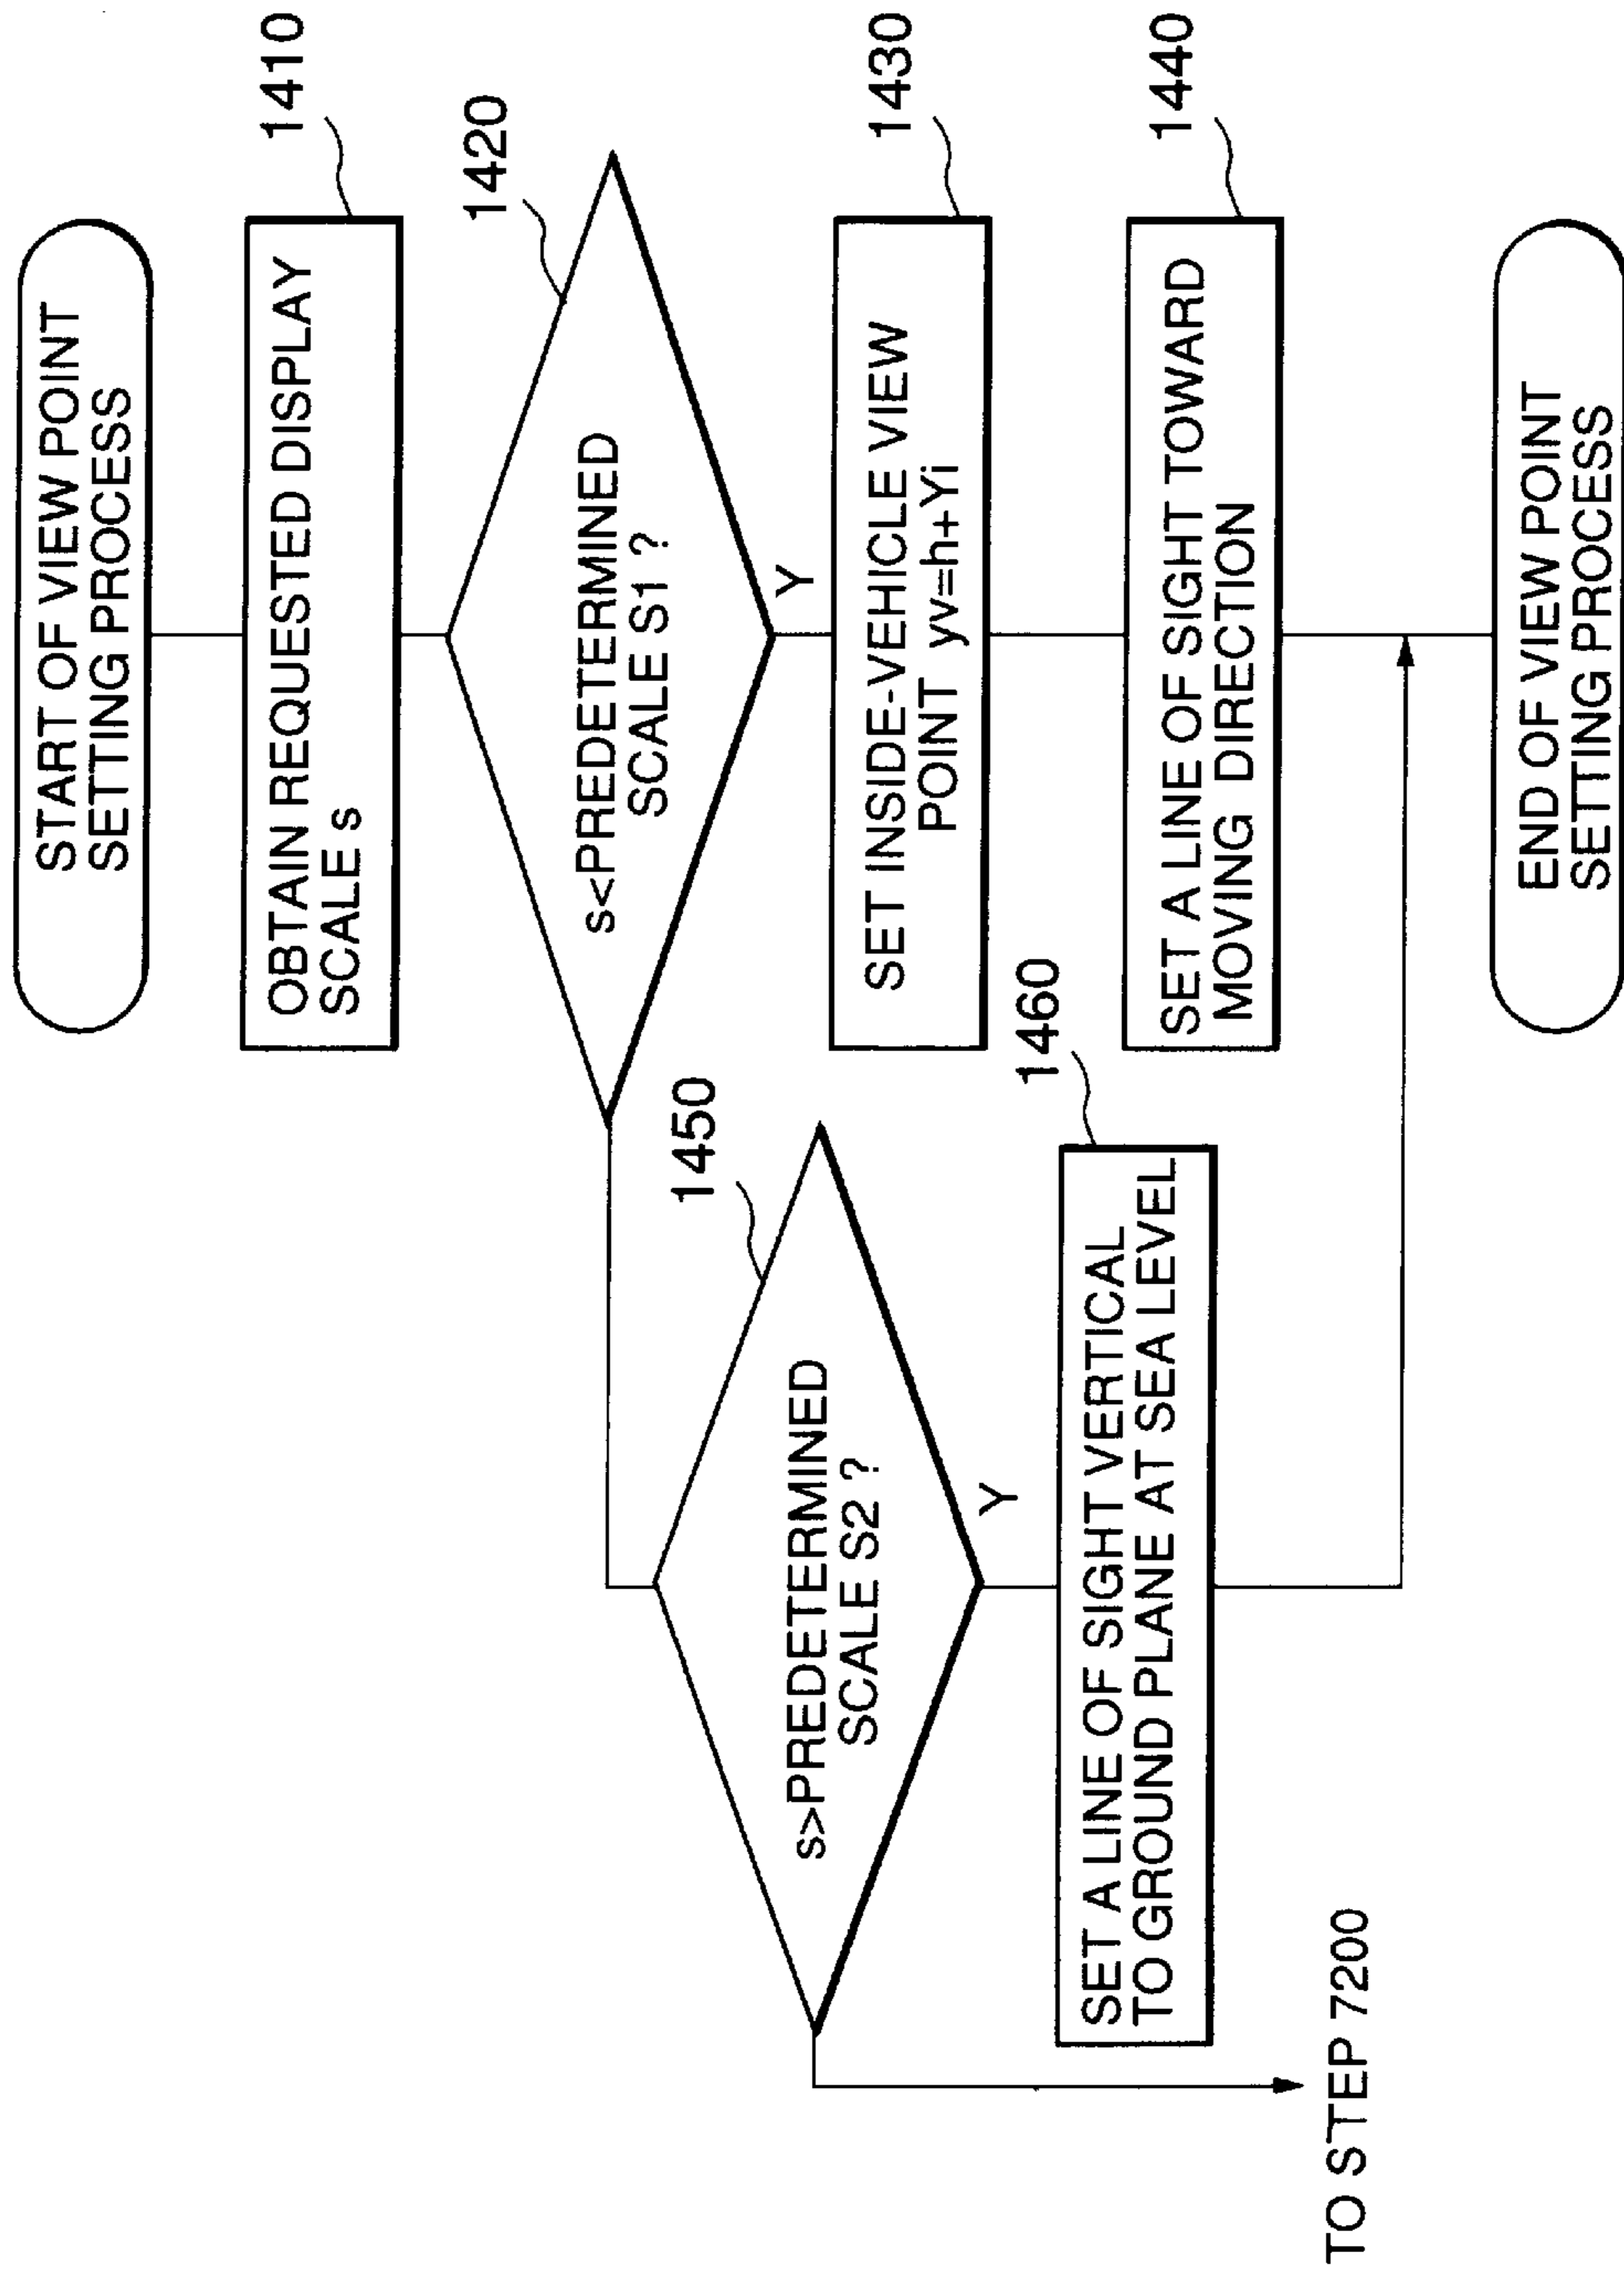 START OF VIEW POINT
SETTING PROCESS
1410
OBTAIN REQUESTED DISPLAY
SCALE s
1420
s<PREDETERMINED
SCALE S1 ?
Y
1430
SET INSIDE-VEHICLE VIEW
POINT yv=h+Yi
1440
SET A LINE OF SIGHT TOWARD
MOVING DIRECTION
1450
s>PREDETERMINED
SCALE S2 ?
Y
1460
SET A LINE OF SIGHT VERTICAL
TO GROUND PLANE AT SEA LEVEL
TO STEP 7200
END OF VIEW POINT
SETTING PROCESS